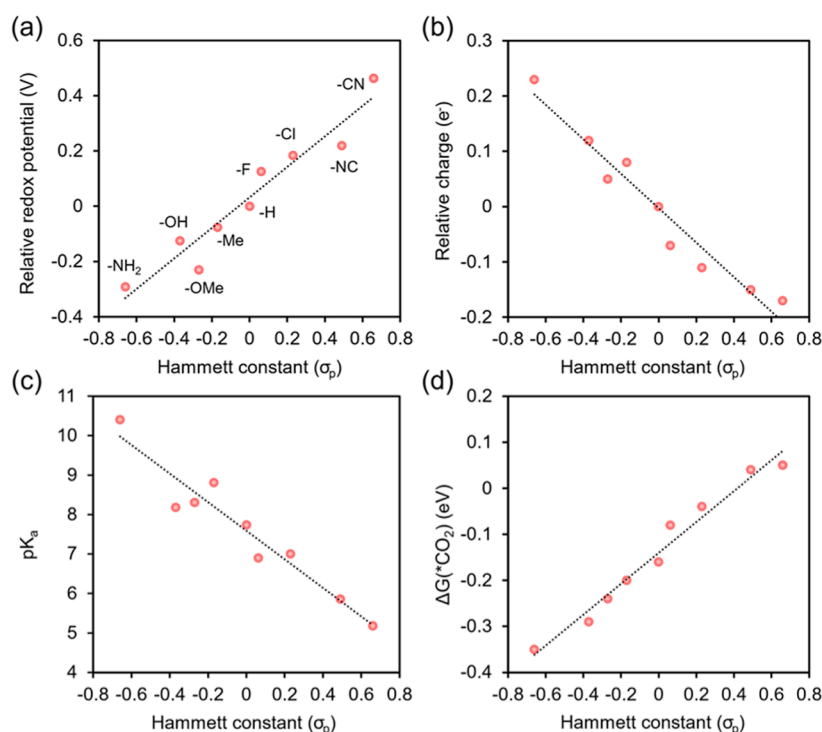 (a)
Relative redox potential (V)
0.6
0.4
0.2
0
-0.2
-0.4
-CN
-Cl
-NC
-F
-H
-OH
-Me
-NH₂
-OMe
-0.8 -0.6 -0.4 -0.2 0 0.2 0.4 0.6 0.8
Hammett constant (σₚ)
(b)
Relative charge (e⁻)
0.3
0.2
0.1
0
-0.1
-0.2
-0.8 -0.6 -0.4 -0.2 0 0.2 0.4 0.6 0.8
Hammett constant (σₚ)
(c)
pKₐ
11
10
9
8
7
6
5
4
-0.8 -0.6 -0.4 -0.2 0 0.2 0.4 0.6 0.8
Hammett constant (σₚ)
(d)
ΔG(*CO₂) (eV)
0.2
0.1
0
-0.1
-0.2
-0.3
-0.4
-0.8 -0.6 -0.4 -0.2 0 0.2 0.4 0.6 0.8
Hammett constant (σₚ)